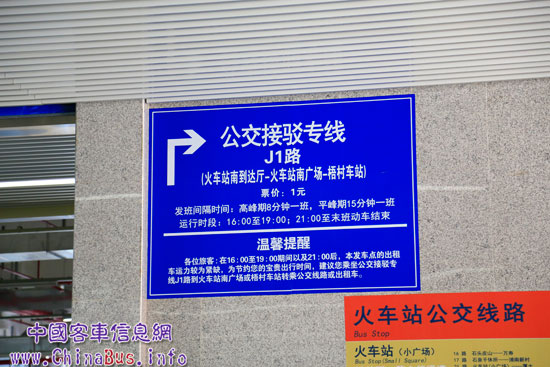 公交接驳专线
J1路
(火车站南到达厅-火车站南广场-梧村车站)
票价：1元
发班间隔时间：高峰期8分钟一班，平峰期15分钟一班
运行时段：16:00至19:00；21:00至末班动车结束
温馨提醒
各位旅客：在16:00至19:00期间以及21:00后，本发车点的出租
车运力较为紧缺，为节约您的宝贵出行时间，建议您乘坐公交接驳专
线J1路到火车站南广场或梧村车站转乘公交线路或出租车。
火车站公交线路
Bus Stop
火车站（小广场）
Bus Stop(Small Square)
16 路
17 路
中國客車信息網
www.ChinaBus.info